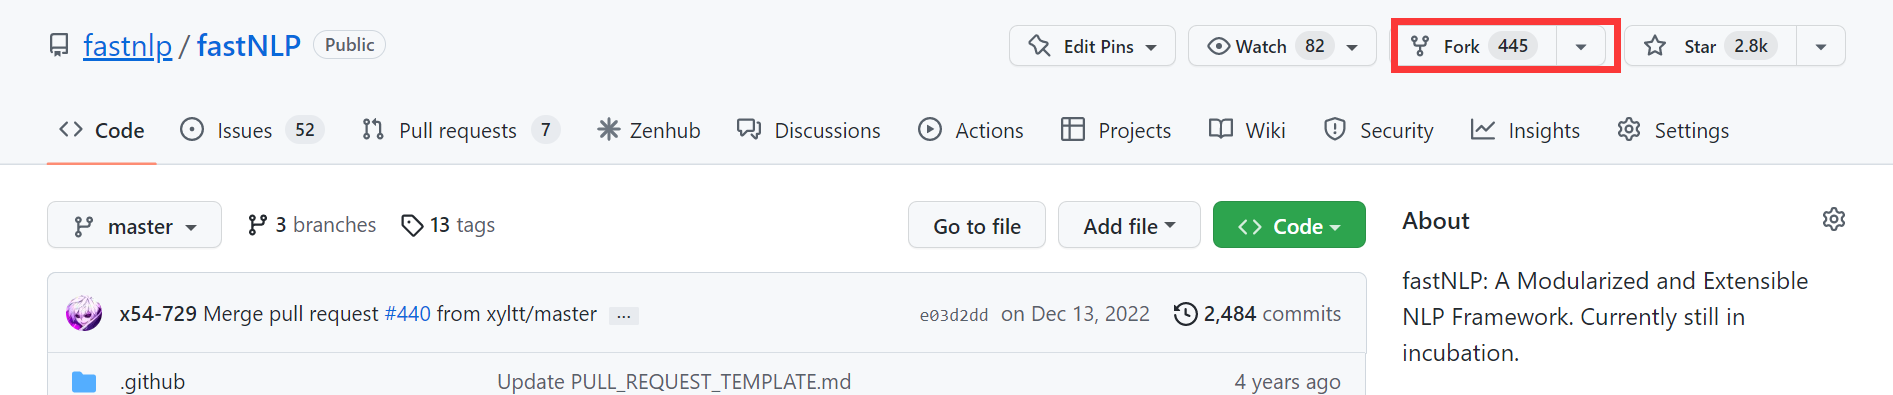 fastnlp / fastNLP Public Edit Pins Watch 82 Fork 445 Star 2.8k
Code Issues 52 Pull requests 7 Zenhub Discussions Actions Projects Wiki Security Insights Settings
master 3 branches 13 tags Go to file Add file Code
x54-729 Merge pull request #440 from xyltt/master ... e03d2dd on Dec 13, 2022 2,484 commits
.github Update PULL_REQUEST_TEMPLATE.md 4 years ago
About
fastNLP: A Modularized and Extensible
NLP Framework. Currently still in
incubation.